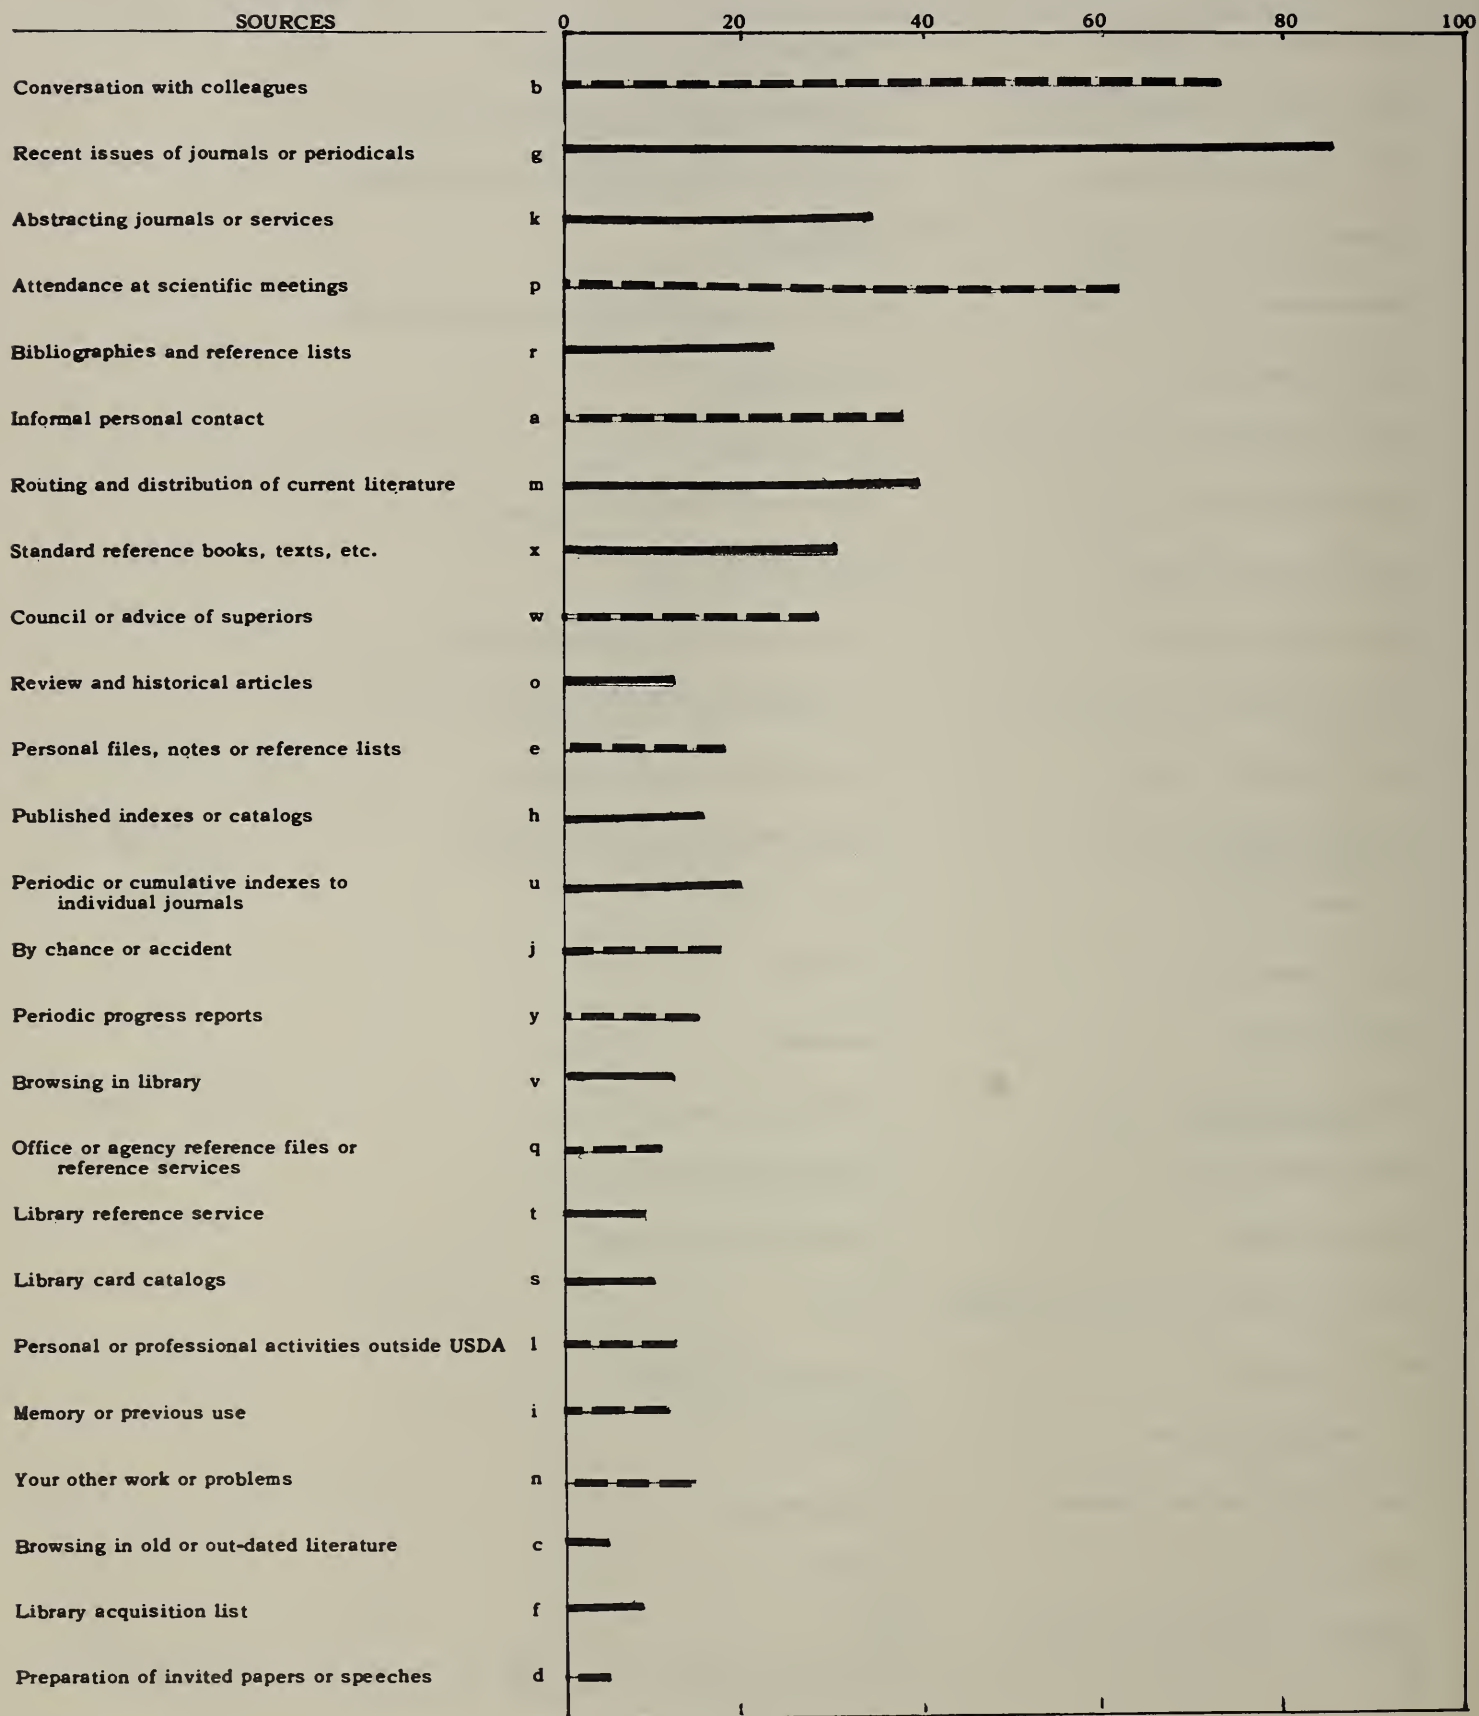 SOURCES 0 20 40 60 80 100
Conversation with colleagues b
Recent issues of journals or periodicals g
Abstracting journals or services k
Attendance at scientific meetings p
Bibliographies and reference lists r
Informal personal contact a
Routing and distribution of current literature m
Standard reference books, texts, etc. x
Council or advice of superiors w
Review and historical articles o
Personal files, notes or reference lists e
Published indexes or catalogs h
Periodic or cumulative indexes to u
individual journals
By chance or accident j
Periodic progress reports y
Browsing in library v
Office or agency reference files or q
reference services
Library reference service t
Library card catalogs s
Personal or professional activities outside USDA l
Memory or previous use i
Your other work or problems n
Browsing in old or out-dated literature c
Library acquisition list f
Preparation of invited papers or speeches d